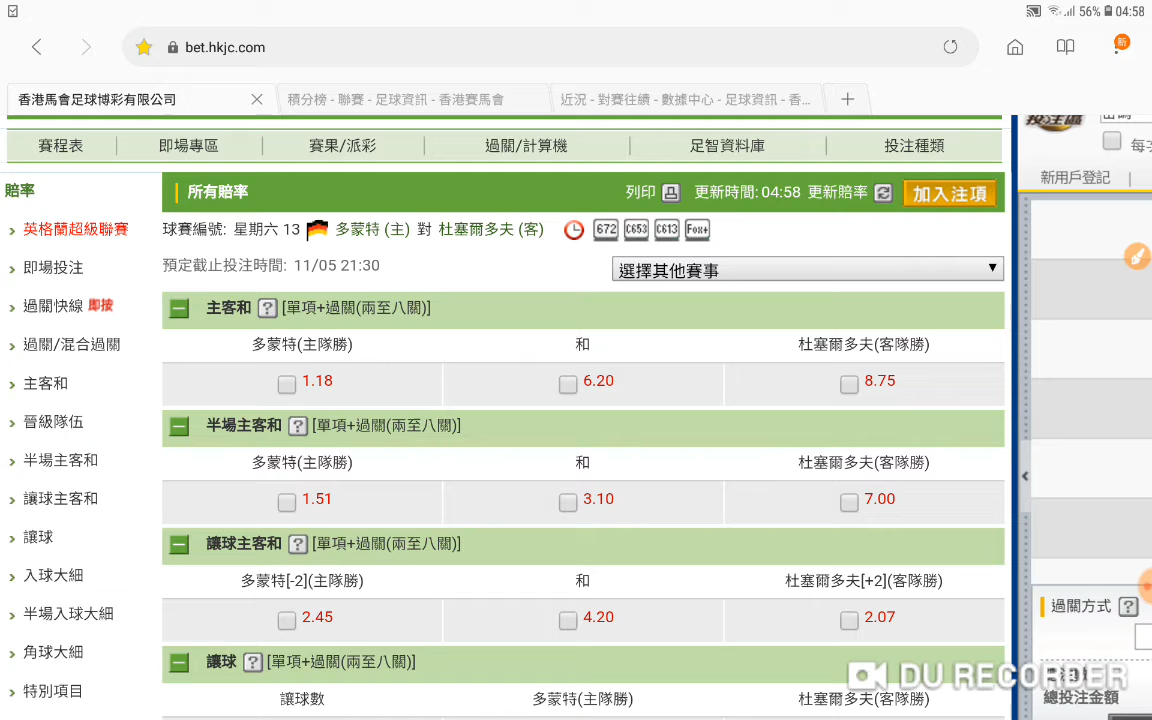 56% 04:58
bet.hkjc.com
新
香港馬會足球博彩有限公司
積分榜 - 聯賽 - 足球資訊 - 香港賽馬會
近況 - 對賽往績 - 數據中心 - 足球資訊 - 香...
賽程表 即場專區 賽果/派彩 過關/計算機 足智資料庫 投注種類
投注區
新用戶登記
賠率
英格蘭超級聯賽
即場投注
過關快線 即按
過關/混合過關
主客和
晉級隊伍
半場主客和
讓球主客和
讓球
入球大細
半場入球大細
角球大細
特別項目
所有賠率 列印 更新時間: 04:58 更新賠率 加入注項
球賽編號: 星期六 13 多蒙特 (主) 對 杜塞爾多夫 (客) 672 C653 C613 Fox+
預定截止投注時間: 11/05 21:30 選擇其他賽事
主客和 ? [單項+過關(兩至八關)]
多蒙特(主隊勝) 和 杜塞爾多夫(客隊勝)
1.18 6.20 8.75
半場主客和 ? [單項+過關(兩至八關)]
多蒙特(主隊勝) 和 杜塞爾多夫(客隊勝)
1.51 3.10 7.00
讓球主客和 ? [單項+過關(兩至八關)]
多蒙特[-2](主隊勝) 和 杜塞爾多夫[+2](客隊勝)
2.45 4.20 2.07
讓球 ? [單項+過關(兩至八關)]
讓球數 多蒙特(主隊勝) 杜塞爾多夫(客隊勝)
過關方式 ?
總投注金額
DU RECORDER